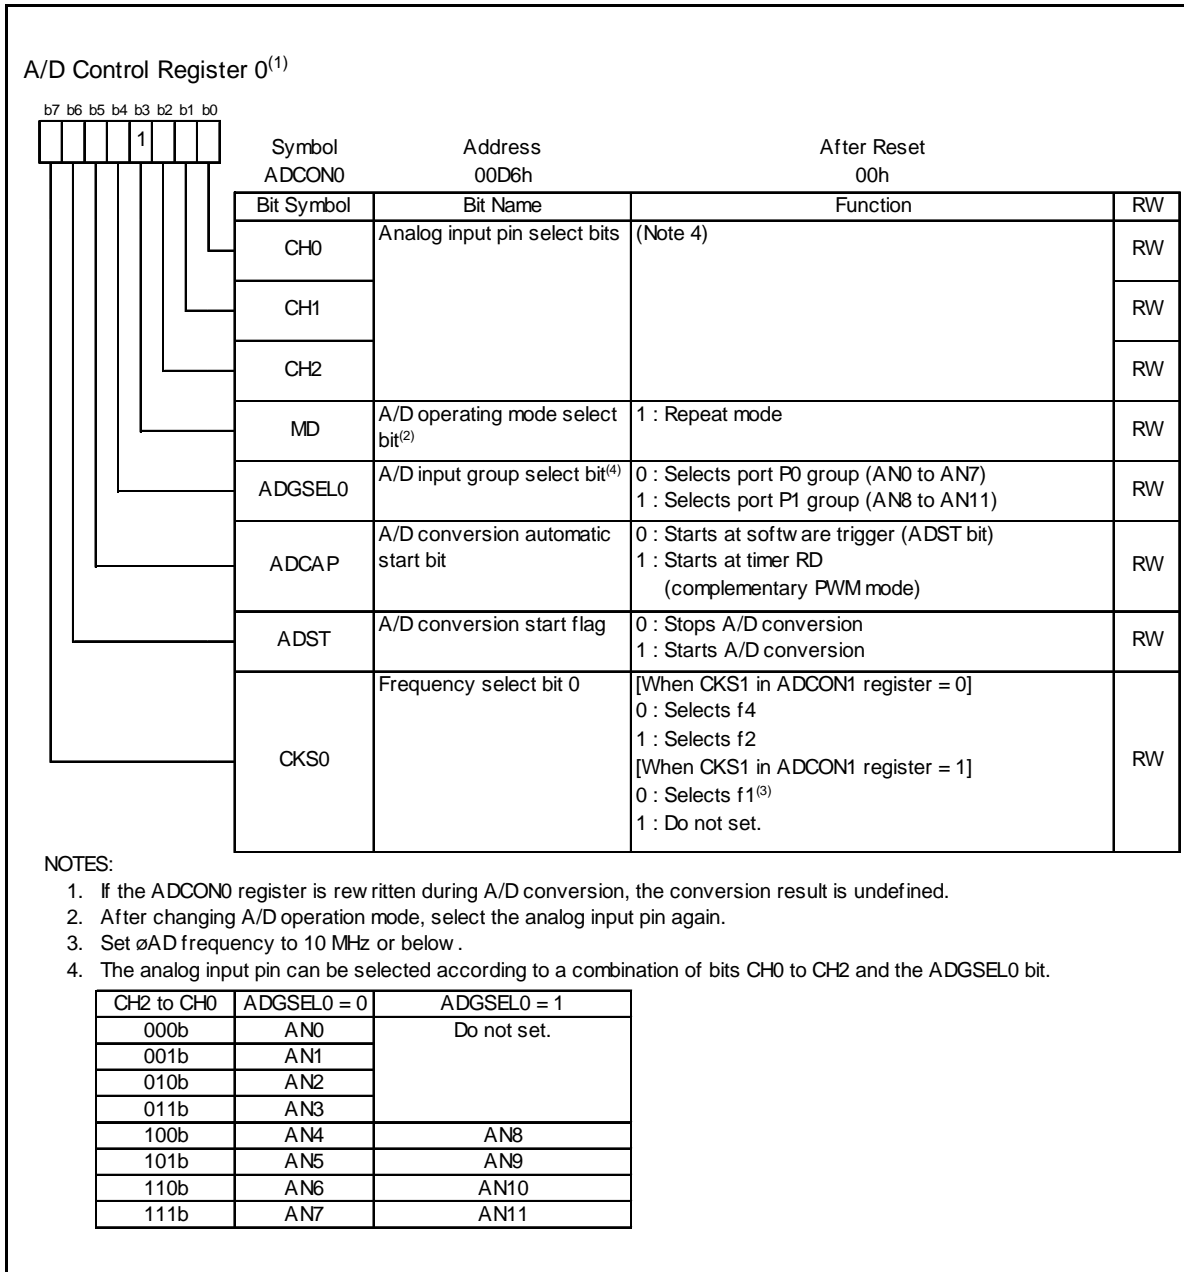 A/D Control Register 0(1)
b7 b6 b5 b4 b3 b2 b1 b0
1
Symbol Address After Reset
ADCON0 00D6h 00h
Bit Symbol Bit Name Function RW
CH0 Analog input pin select bits (Note 4) RW
CH1 RW
CH2 RW
MD A/D operating mode select bit(2) 1 : Repeat mode RW
ADGSEL0 A/D input group select bit(4) 0 : Selects port P0 group (AN0 to AN7)
1 : Selects port P1 group (AN8 to AN11) RW
ADCAP A/D conversion automatic start bit 0 : Starts at software trigger (ADST bit)
1 : Starts at timer RD
(complementary PWM mode) RW
ADST A/D conversion start flag 0 : Stops A/D conversion
1 : Starts A/D conversion RW
CKS0 Frequency select bit 0 [When CKS1 in ADCON1 register = 0]
0 : Selects f4
1 : Selects f2
[When CKS1 in ADCON1 register = 1]
0 : Selects f1(3)
1 : Do not set. RW
NOTES:
1. If the ADCON0 register is rewritten during A/D conversion, the conversion result is undefined.
2. After changing A/D operation mode, select the analog input pin again.
3. Set øAD frequency to 10 MHz or below.
4. The analog input pin can be selected according to a combination of bits CH0 to CH2 and the ADGSEL0 bit.
CH2 to CH0 ADGSEL0 = 0 ADGSEL0 = 1
000b AN0 Do not set.
001b AN1
010b AN2
011b AN3
100b AN4 AN8
101b AN5 AN9
110b AN6 AN10
111b AN7 AN11